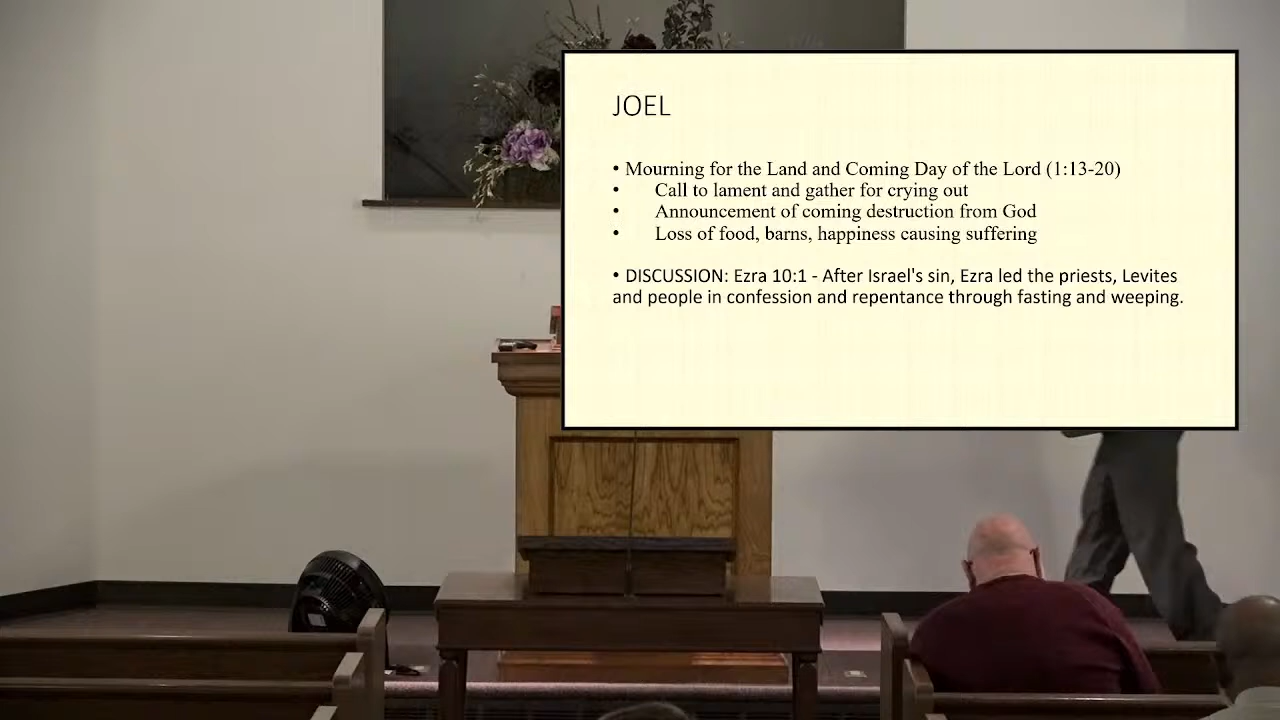 JOEL
• Mourning for the Land and Coming Day of the Lord (1:13-20)
• Call to lament and gather for crying out
• Announcement of coming destruction from God
• Loss of food, barns, happiness causing suffering
• DISCUSSION: Ezra 10:1 - After Israel's sin, Ezra led the priests, Levites
and people in confession and repentance through fasting and weeping.